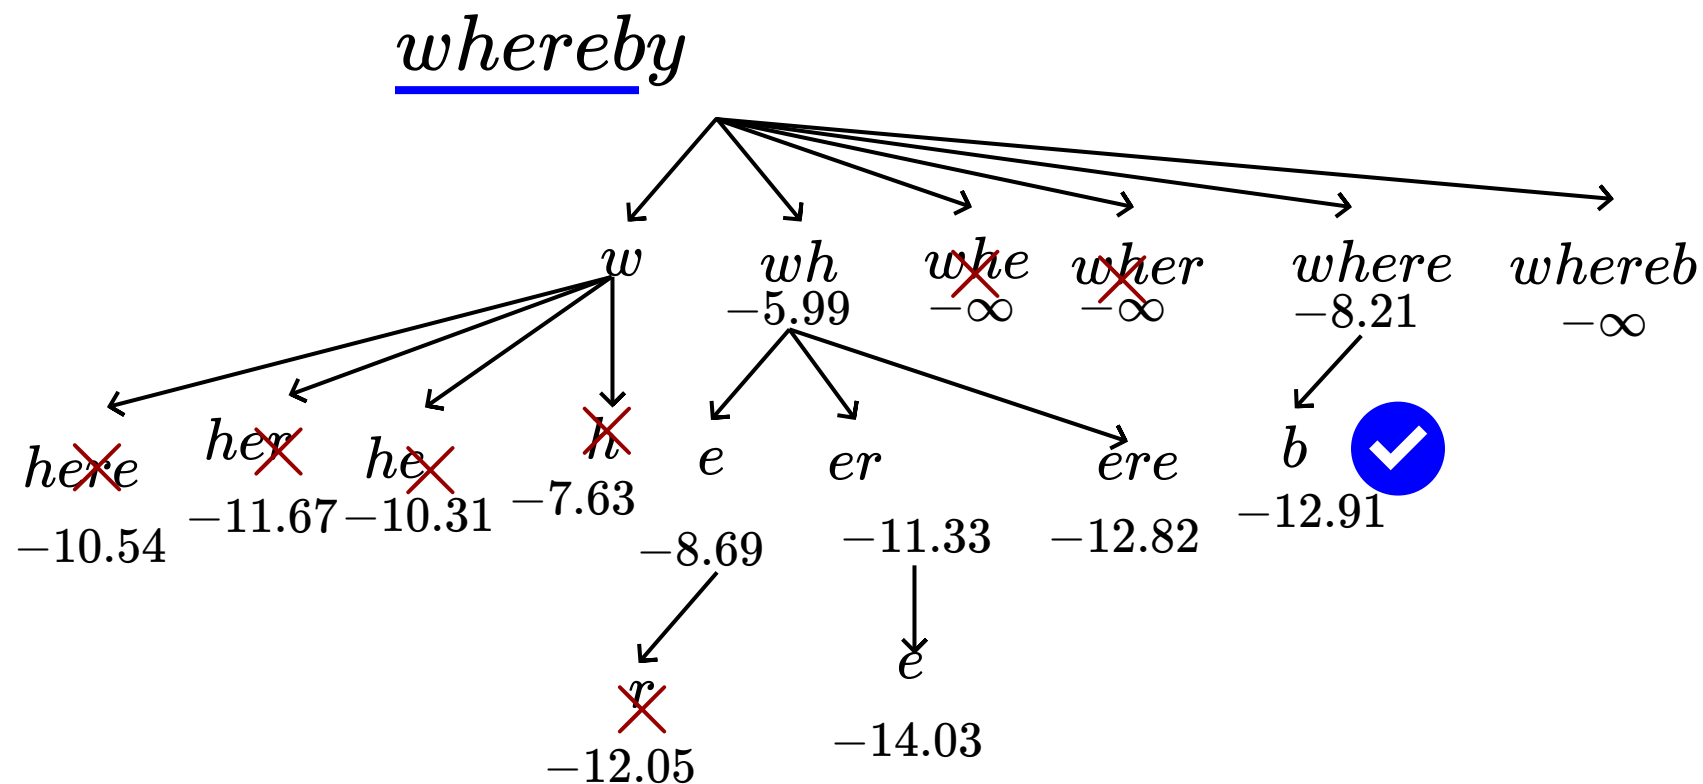 whereby
w wh whe wher where whereb
−5.99 −∞ −∞ −8.21 −∞
here her he h e er ere b
−10.54 −11.67 −10.31 −7.63 −8.69 −11.33 −12.82 −12.91
r e
−12.05 −14.03